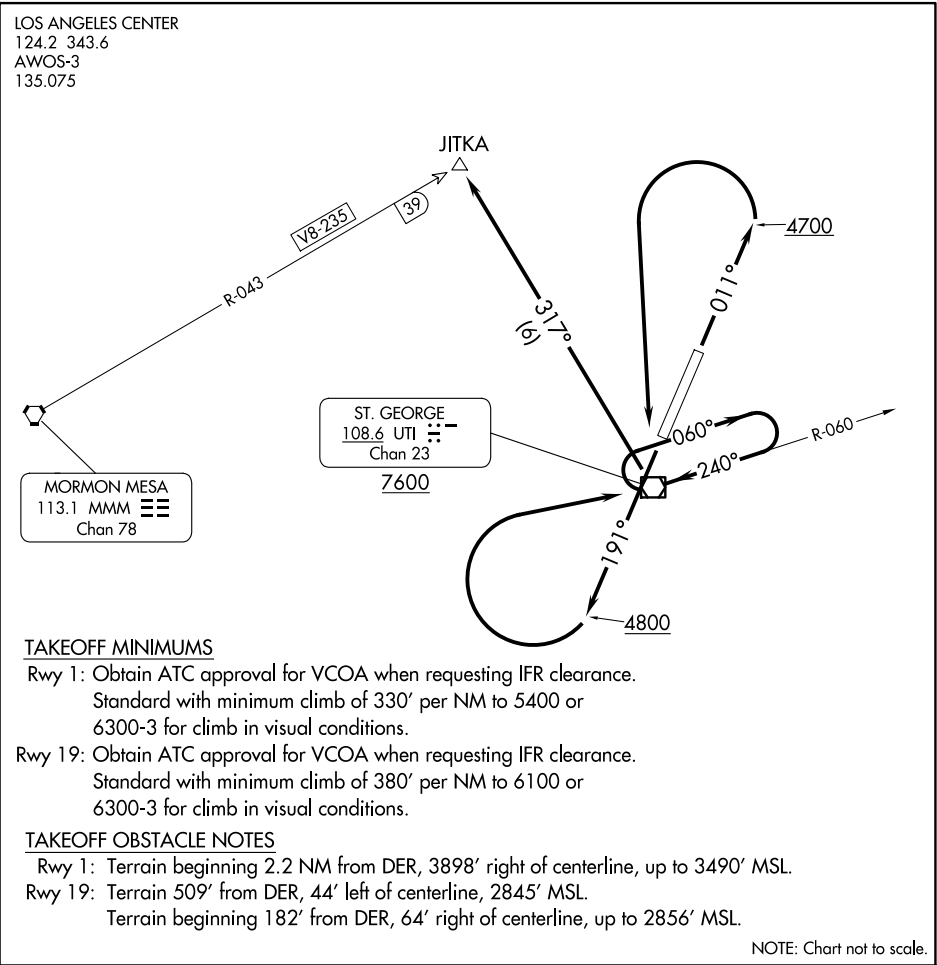 LOS ANGELES CENTER
124.2 343.6
AWOS-3
135.075
JITKA
39
V8-235
R-043
4700
011°
317°
(6)
ST. GEORGE
108.6 UTI
Chan 23
7600
060°
R-060
240°
MORMON MESA
113.1 MMM
Chan 78
191°
4800
TAKEOFF MINIMUMS
Rwy 1: Obtain ATC approval for VCOA when requesting IFR clearance.
Standard with minimum climb of 330' per NM to 5400 or
6300-3 for climb in visual conditions.
Rwy 19: Obtain ATC approval for VCOA when requesting IFR clearance.
Standard with minimum climb of 380' per NM to 6100 or
6300-3 for climb in visual conditions.
TAKEOFF OBSTACLE NOTES
Rwy 1: Terrain beginning 2.2 NM from DER, 3898' right of centerline, up to 3490' MSL.
Rwy 19: Terrain 509' from DER, 44' left of centerline, 2845' MSL.
Terrain beginning 182' from DER, 64' right of centerline, up to 2856' MSL.
NOTE: Chart not to scale.